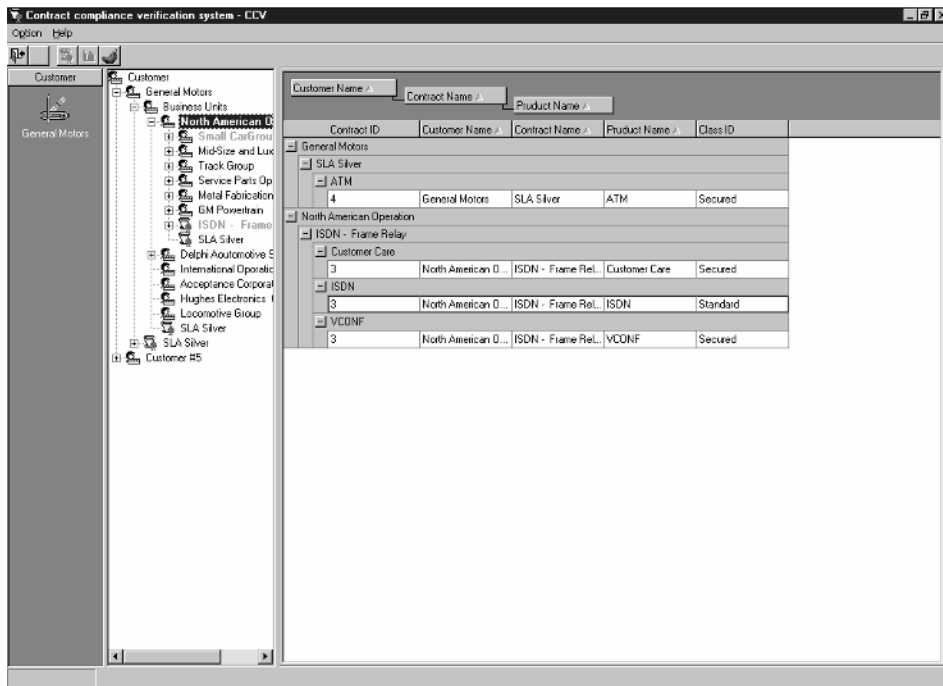 Contract compliance verification system - CCV
Option Help
Customer
General Motors
Customer
General Motors
Business Units
North American O
Small CarGrou
Mid-Size and Lux
Track Group
Service Parts Op
Metal Fabrication
GM Powertrain
ISDN - Frame
SLA Silver
Delphi Aoutomotive S
International Operatic
Acceptance Corporat
Hughes Electronics
Locomotive Group
SLA Silver
SLA Silver
Customer #5
Customer Name
Contract Name
Pruduct Name
Contract ID Customer Name Contract Name Pruduct Name Class ID
General Motors
SLA Silver
ATM
4 General Motors SLA Silver ATM Secured
North American Operation
ISDN - Frame Relay
Customer Care
3 North American O... ISDN - Frame Rel... Customer Care Secured
ISDN
3 North American O... ISDN - Frame Rel... ISDN Standard
VCONF
3 North American O... ISDN - Frame Rel... VCONF Secured